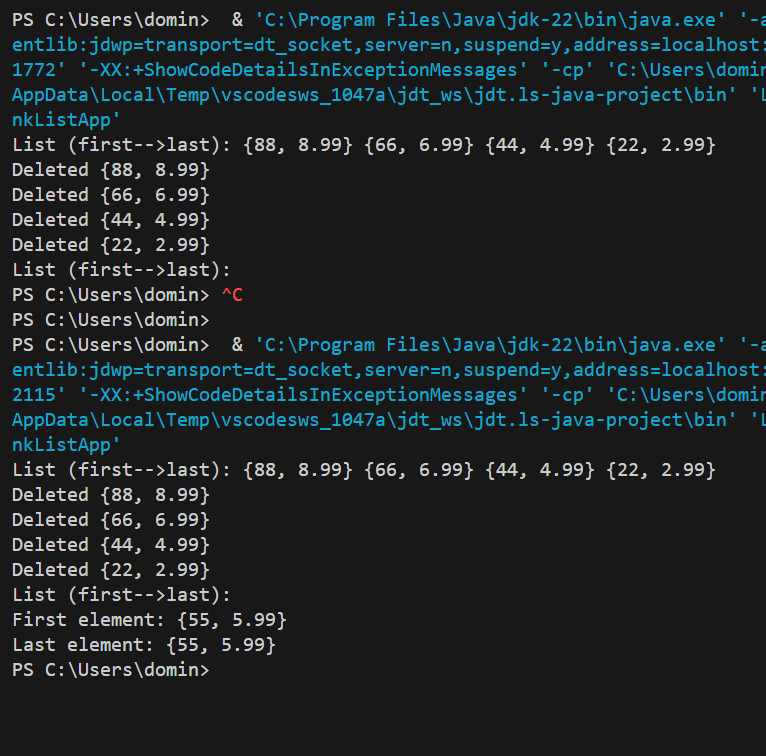 PS C:\Users\domin>  & 'C:\Program Files\Java\jdk-22\bin\java.exe' '-a
entlib:jdwp=transport=dt_socket,server=n,suspend=y,address=localhost:
1772' '-XX:+ShowCodeDetailsInExceptionMessages' '-cp' 'C:\Users\domin
AppData\Local\Temp\vscodesws_1047a\jdt_ws\jdt.ls-java-project\bin' 'L
nkListApp'
List (first-->last): {88, 8.99} {66, 6.99} {44, 4.99} {22, 2.99}
Deleted {88, 8.99}
Deleted {66, 6.99}
Deleted {44, 4.99}
Deleted {22, 2.99}
List (first-->last):
PS C:\Users\domin> ^C
PS C:\Users\domin>
PS C:\Users\domin>  & 'C:\Program Files\Java\jdk-22\bin\java.exe' '-a
entlib:jdwp=transport=dt_socket,server=n,suspend=y,address=localhost:
2115' '-XX:+ShowCodeDetailsInExceptionMessages' '-cp' 'C:\Users\domin
AppData\Local\Temp\vscodesws_1047a\jdt_ws\jdt.ls-java-project\bin' 'L
nkListApp'
List (first-->last): {88, 8.99} {66, 6.99} {44, 4.99} {22, 2.99}
Deleted {88, 8.99}
Deleted {66, 6.99}
Deleted {44, 4.99}
Deleted {22, 2.99}
List (first-->last):
First element: {55, 5.99}
Last element: {55, 5.99}
PS C:\Users\domin>